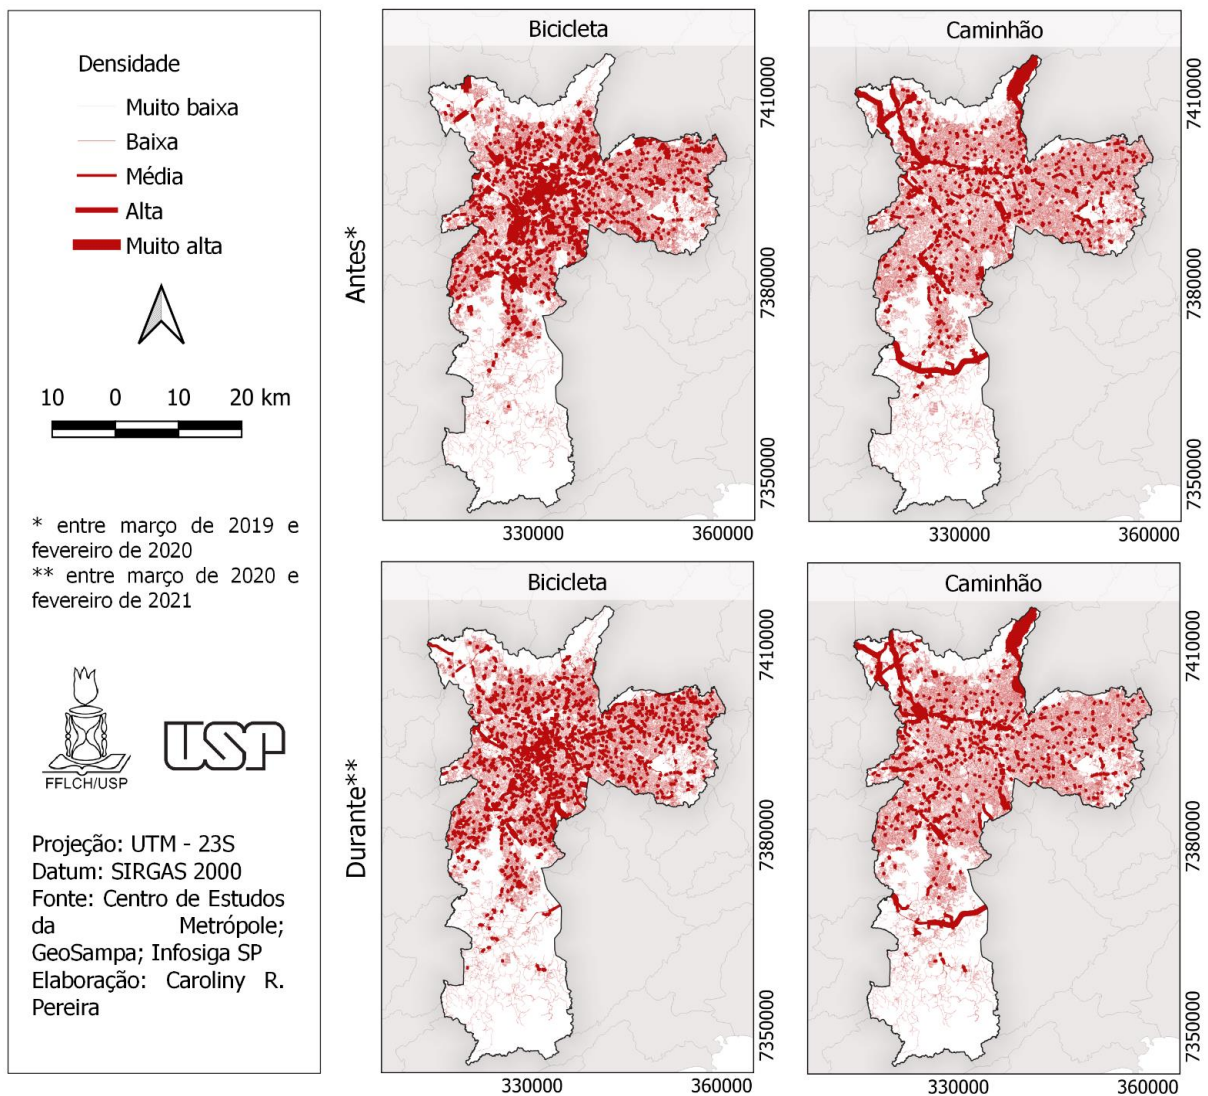 Densidade
Muito baixa
Baixa
Média
Alta
Muito alta
10 0 10 20 km
* entre março de 2019 e
fevereiro de 2020
** entre março de 2020 e
fevereiro de 2021
FFLCH/USP
USP
Projeção: UTM - 23S
Datum: SIRGAS 2000
Fonte: Centro de Estudos
da Metrópole;
GeoSampa; Infosiga SP
Elaboração: Caroliny R.
Pereira
Antes*
Bicicleta
7410000
7380000
7350000
330000 360000
Caminhão
7410000
7380000
7350000
330000 360000
Durante**
Bicicleta
7410000
7380000
7350000
330000 360000
Caminhão
7410000
7380000
7350000
330000 360000